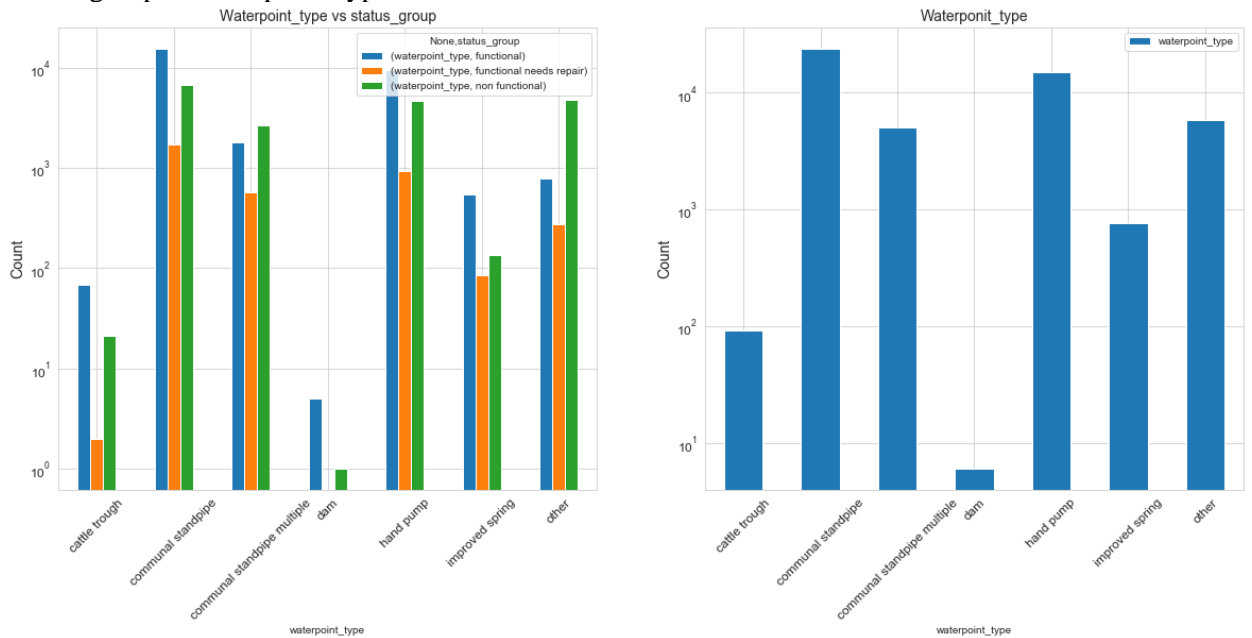 Waterpoint_type vs status_group
None,status_group
(waterpoint_type, functional)
(waterpoint_type, functional needs repair)
(waterpoint_type, non functional)
Count
10^4
10^3
10^2
10^1
10^0
cattle trough
communal standpipe
communal standpipe multiple
dam
hand pump
improved spring
other
waterpoint_type
Waterponit_type
waterpoint_type
Count
10^4
10^3
10^2
10^1
cattle trough
communal standpipe
communal standpipe multiple
dam
hand pump
improved spring
other
waterpoint_type